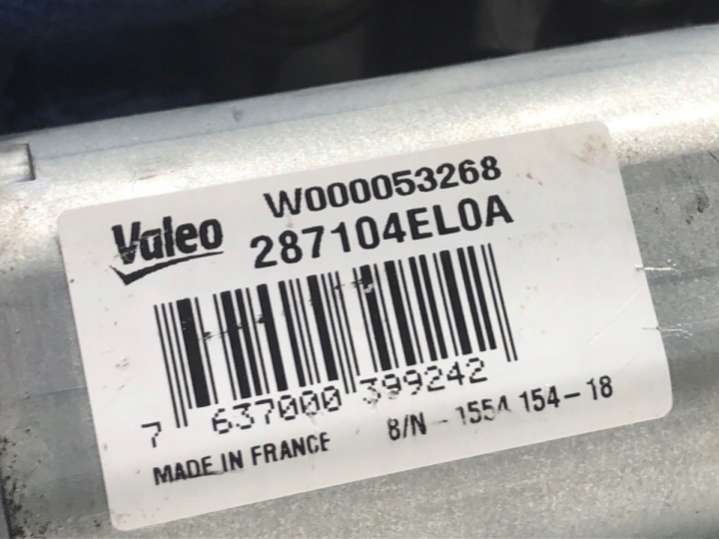 W000053268
Valeo
287104EL0A
7 637000 399242
MADE IN FRANCE
B/N - 1554 154-18